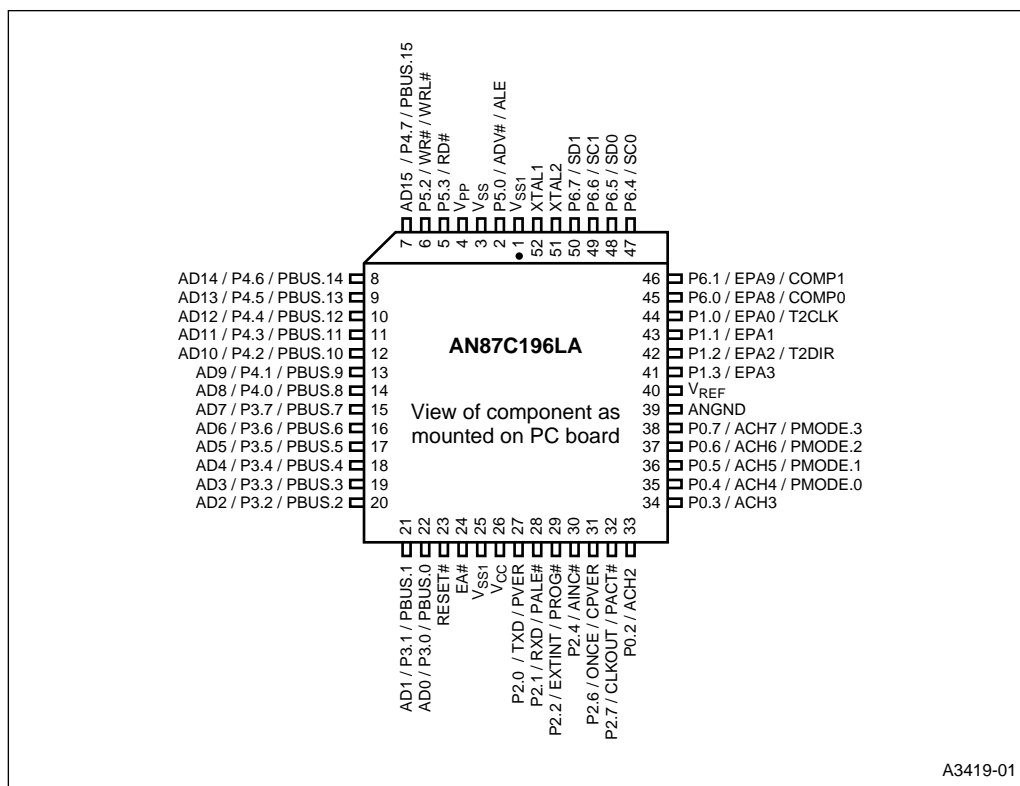 AD15 / P4.7 / PBUS.15
P5.2 / WR# / WRL#
P5.3 / RD#
VPP
VSS
P5.0 / ADV# / ALE
VSS1
XTAL1
XTAL2
P6.7 / SD1
P6.6 / SC1
P6.5 / SD0
P6.4 / SC0
7
6
5
4
3
2
1
52
51
50
49
48
47
AD14 / P4.6 / PBUS.14 8
AD13 / P4.5 / PBUS.13 9
AD12 / P4.4 / PBUS.12 10
AD11 / P4.3 / PBUS.11 11
AD10 / P4.2 / PBUS.10 12
AD9 / P4.1 / PBUS.9 13
AD8 / P4.0 / PBUS.8 14
AD7 / P3.7 / PBUS.7 15
AD6 / P3.6 / PBUS.6 16
AD5 / P3.5 / PBUS.5 17
AD4 / P3.4 / PBUS.4 18
AD3 / P3.3 / PBUS.3 19
AD2 / P3.2 / PBUS.2 20
AN87C196LA
View of component as
mounted on PC board
46 P6.1 / EPA9 / COMP1
45 P6.0 / EPA8 / COMP0
44 P1.0 / EPA0 / T2CLK
43 P1.1 / EPA1
42 P1.2 / EPA2 / T2DIR
41 P1.3 / EPA3
40 VREF
39 ANGND
38 P0.7 / ACH7 / PMODE.3
37 P0.6 / ACH6 / PMODE.2
36 P0.5 / ACH5 / PMODE.1
35 P0.4 / ACH4 / PMODE.0
34 P0.3 / ACH3
21
22
23
24
25
26
27
28
29
30
31
32
33
AD1 / P3.1 / PBUS.1
AD0 / P3.0 / PBUS.0
RESET#
EA#
VSS1
VCC
P2.0 / TXD / PVER
P2.1 / RXD / PALE#
P2.2 / EXTINT / PROG#
P2.4 / AINC#
P2.6 / ONCE / CPVER
P2.7 / CLKOUT / PACT#
P0.2 / ACH2
A3419-01